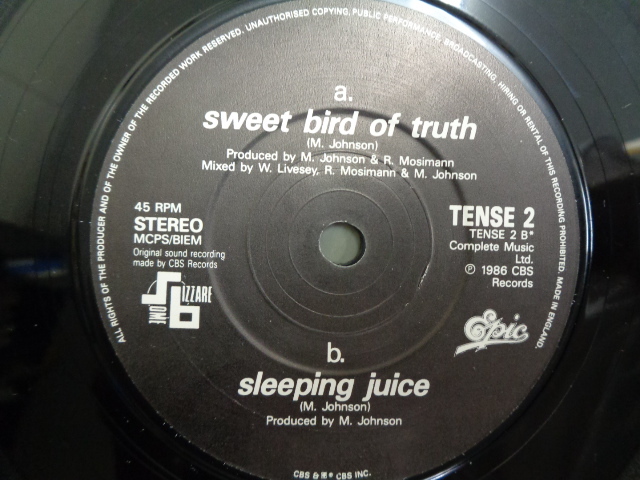 ALL RIGHTS OF THE PRODUCER AND OF THE OWNER OF THE RECORDED WORK RESERVED. UNAUTHORISED COPYING, PUBLIC PERFORMANCE, BROADCASTING, HIRING OR RENTAL OF THIS RECORDING PROHIBITED. MADE IN ENGLAND.
a.
sweet bird of truth
(M. Johnson)
Produced by M. Johnson & R. Mosimann
Mixed by W. Livesey, R. Mosimann & M. Johnson
45 RPM
STEREO
MCPS/BIEM
Original sound recording
made by CBS Records
SOME
BIZZARE
TENSE 2
TENSE 2 B*
Complete Music
Ltd.
℗ 1986 CBS
Records
Epic
b.
sleeping juice
(M. Johnson)
Produced by M. Johnson
CBS & ® CBS INC.